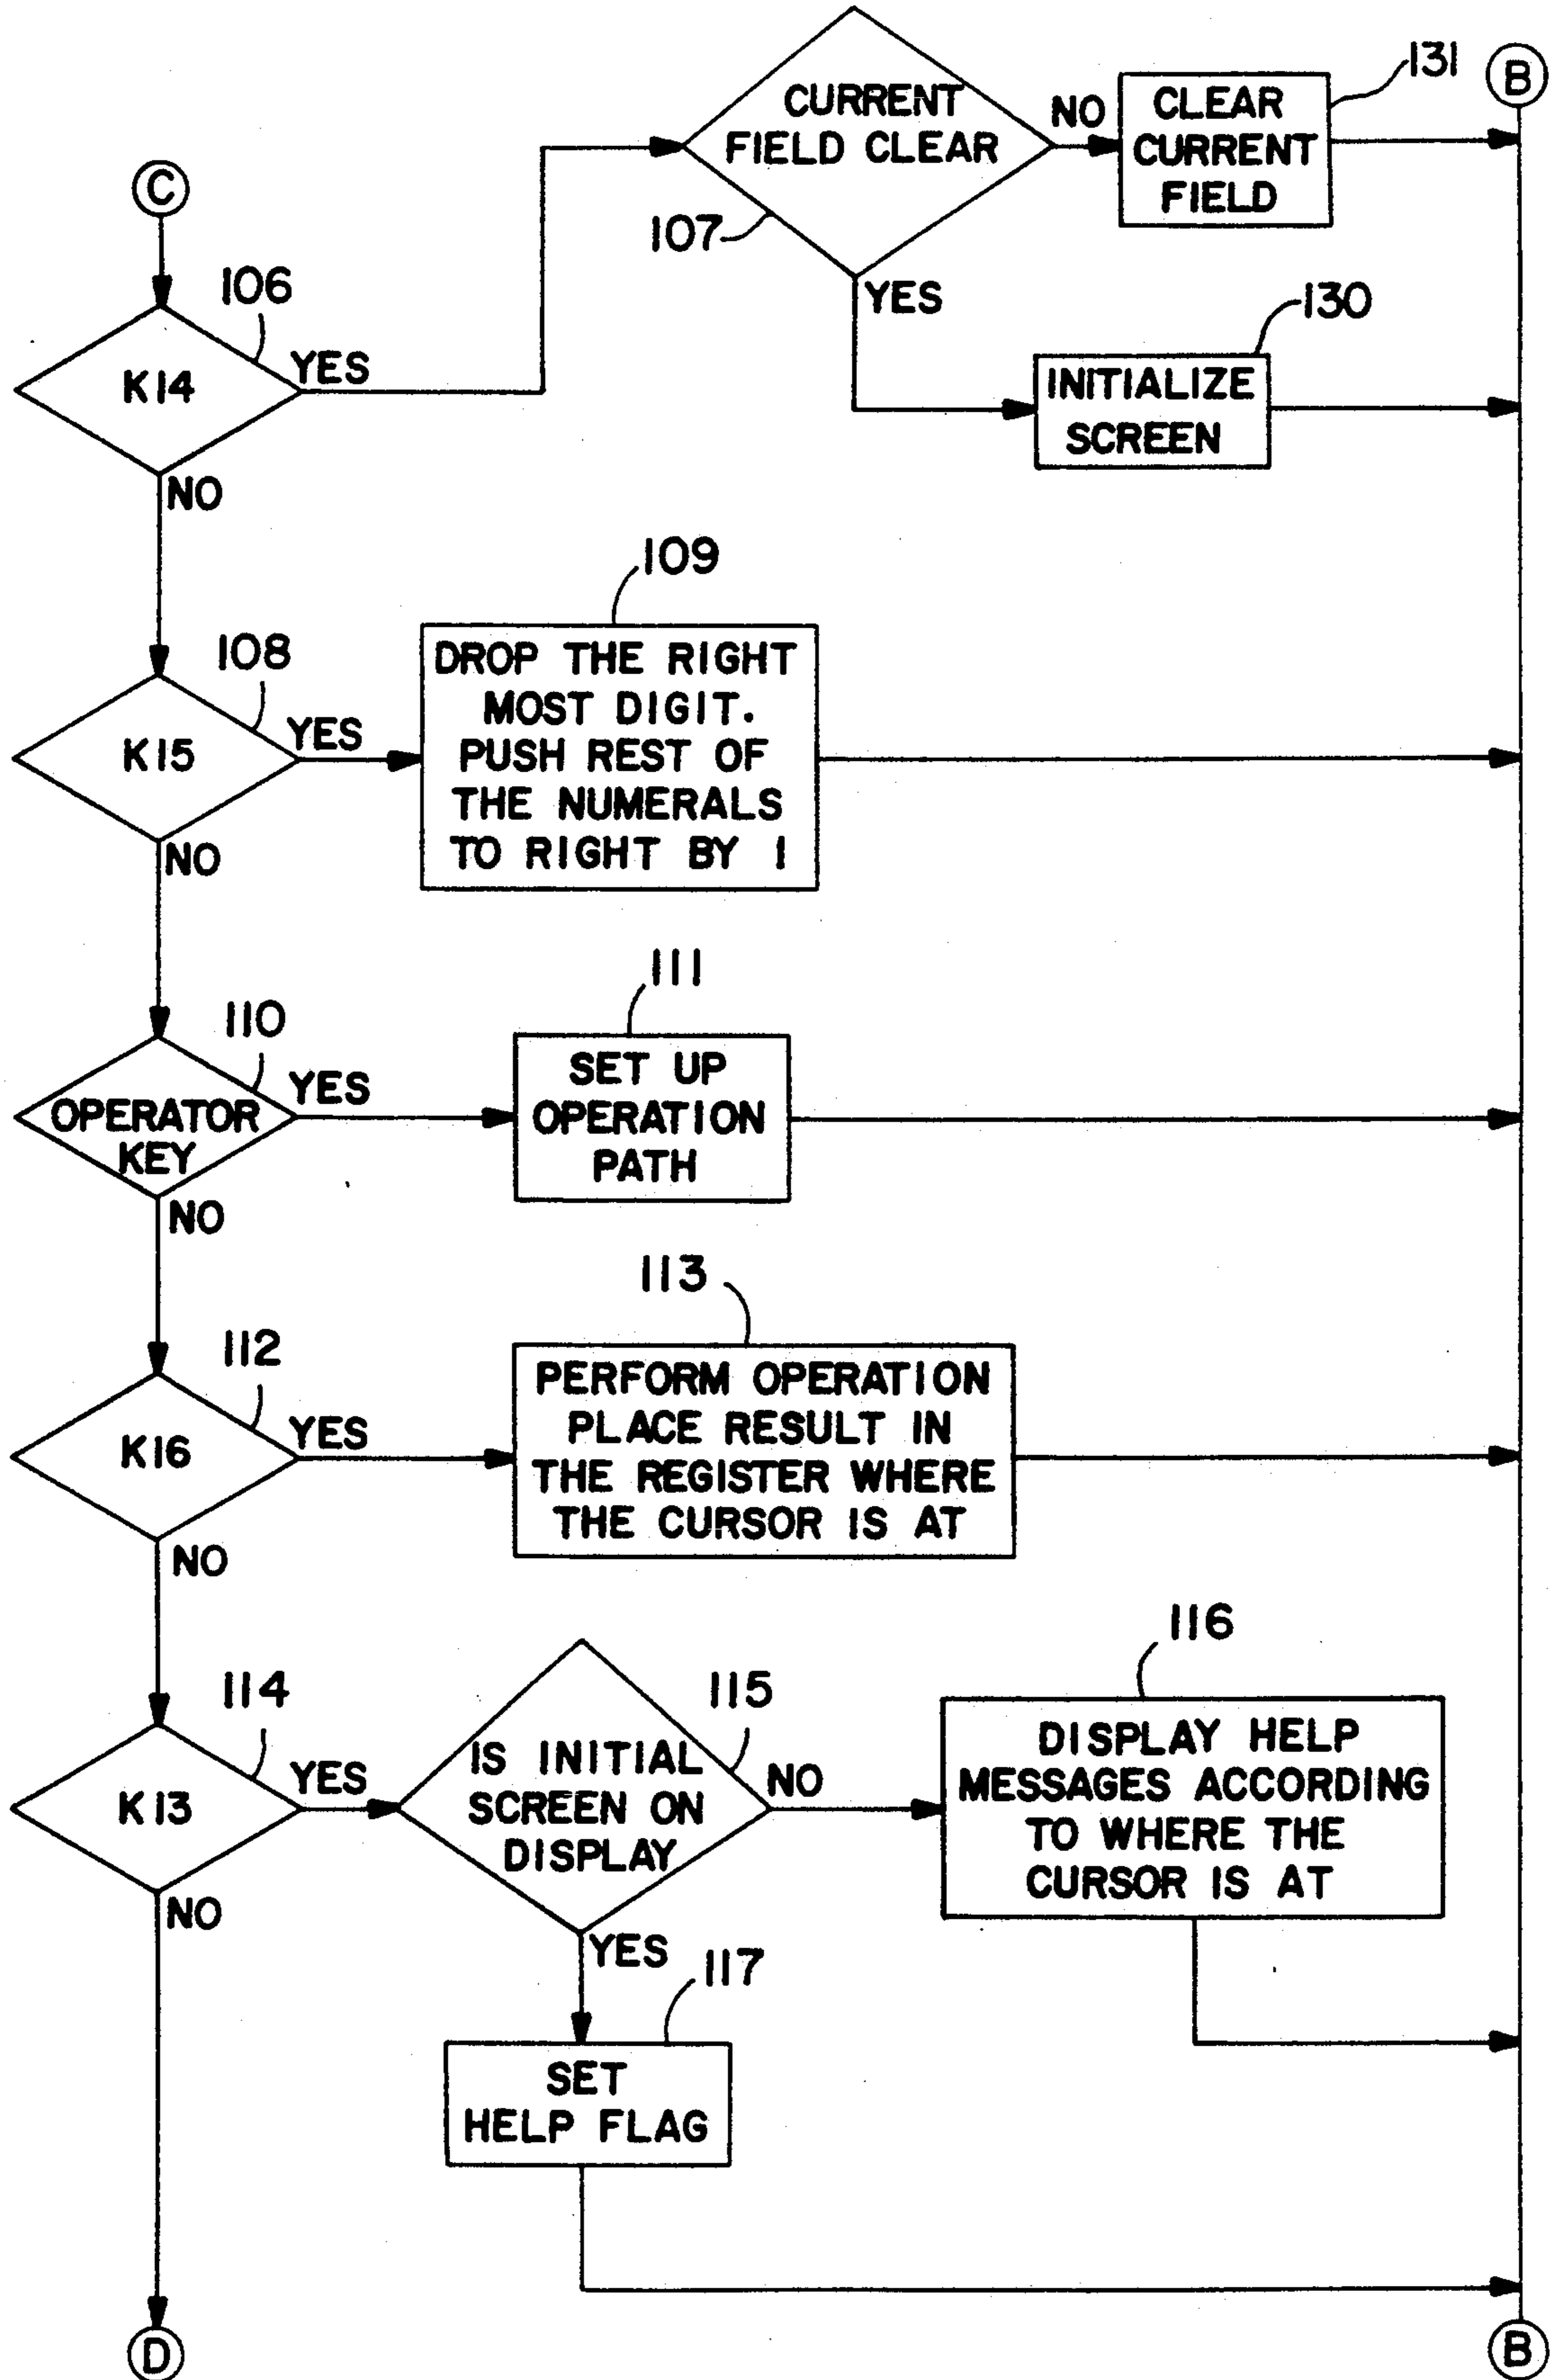 CURRENT
FIELD CLEAR
107
NO
CLEAR
CURRENT
FIELD
131
B
YES
INITIALIZE
SCREEN
130
C
106
K14
YES
NO
109
DROP THE RIGHT
MOST DIGIT.
PUSH REST OF
THE NUMERALS
TO RIGHT BY 1
108
K15
YES
NO
111
SET UP
OPERATION
PATH
110
OPERATOR
KEY
YES
NO
113
PERFORM OPERATION
PLACE RESULT IN
THE REGISTER WHERE
THE CURSOR IS AT
112
K16
YES
NO
114
K13
YES
NO
115
IS INITIAL
SCREEN ON
DISPLAY
NO
YES
116
DISPLAY HELP
MESSAGES ACCORDING
TO WHERE THE
CURSOR IS AT
117
SET
HELP FLAG
D
B